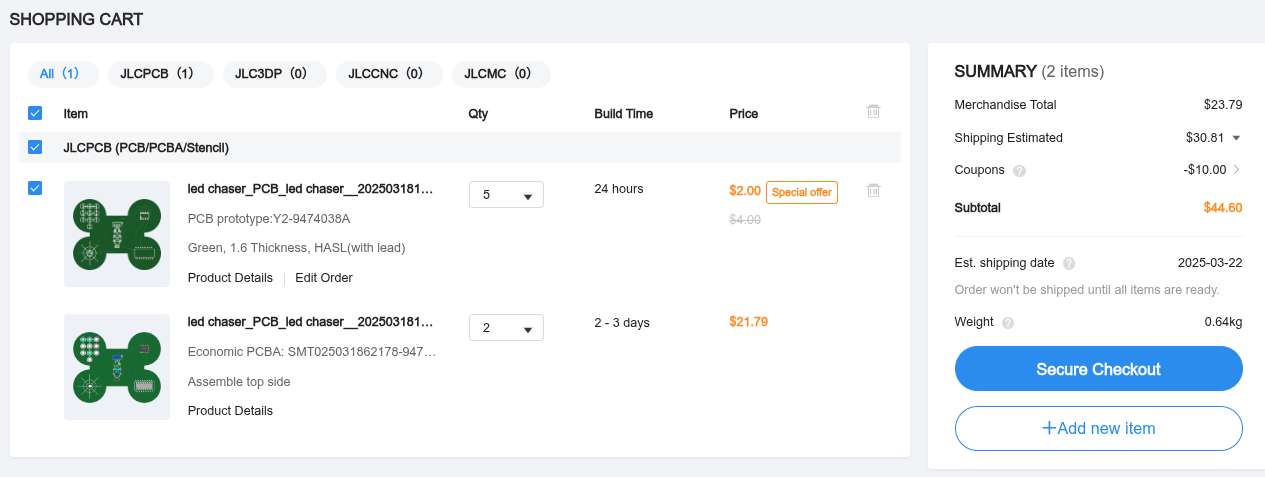 SHOPPING CART
All (1) JLCPCB (1) JLC3DP (0) JLCCNC (0) JLCMC (0)
Item Qty Build Time Price
JLCPCB (PCB/PCBA/Stencil)
led chaser_PCB_led chaser__202503181... 5 24 hours $2.00 Special offer
PCB prototype:Y2-9474038A $4.00
Green, 1.6 Thickness, HASL(with lead)
Product Details Edit Order
led chaser_PCB_led chaser__202503181... 2 2 - 3 days $21.79
Economic PCBA: SMT025031862178-947...
Assemble top side
Product Details
SUMMARY (2 items)
Merchandise Total $23.79
Shipping Estimated $30.81
Coupons ? -$10.00
Subtotal $44.60
Est. shipping date ? 2025-03-22
Order won't be shipped until all items are ready.
Weight ? 0.64kg
Secure Checkout
+Add new item